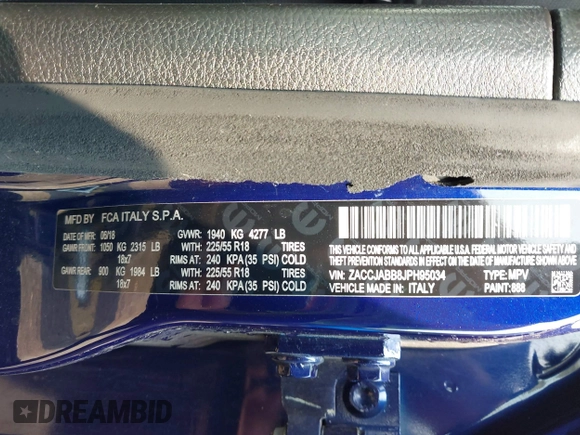 MFD BY FCA ITALY S.P.A.
DATE OF MFR: 06/18 GVWR: 1940 KG 4277 LB
GAWR FRONT: 1050 KG 2315 LB WITH: 225/55 R18 TIRES
18x7 RIMS AT: 240 KPA (35 PSI) COLD
GAWR REAR: 900 KG 1984 LB WITH: 225/55 R18 TIRES
18x7 RIMS AT: 240 KPA (35 PSI) COLD
THIS VEHICLE CONFORMS TO ALL APPLICABLE U.S.A. FEDERAL MOTOR VEHICLE SAFETY, BUMPER, AND
THEFT PREVENTION STANDARDS IN EFFECT ON THE DATE OF MANUFACTURE SHOWN ABOVE.
VIN: ZACCJABB8JPH95034 TYPE: MPV
VEHICLE MADE IN: ITALY PAINT: 888
DREAMBID